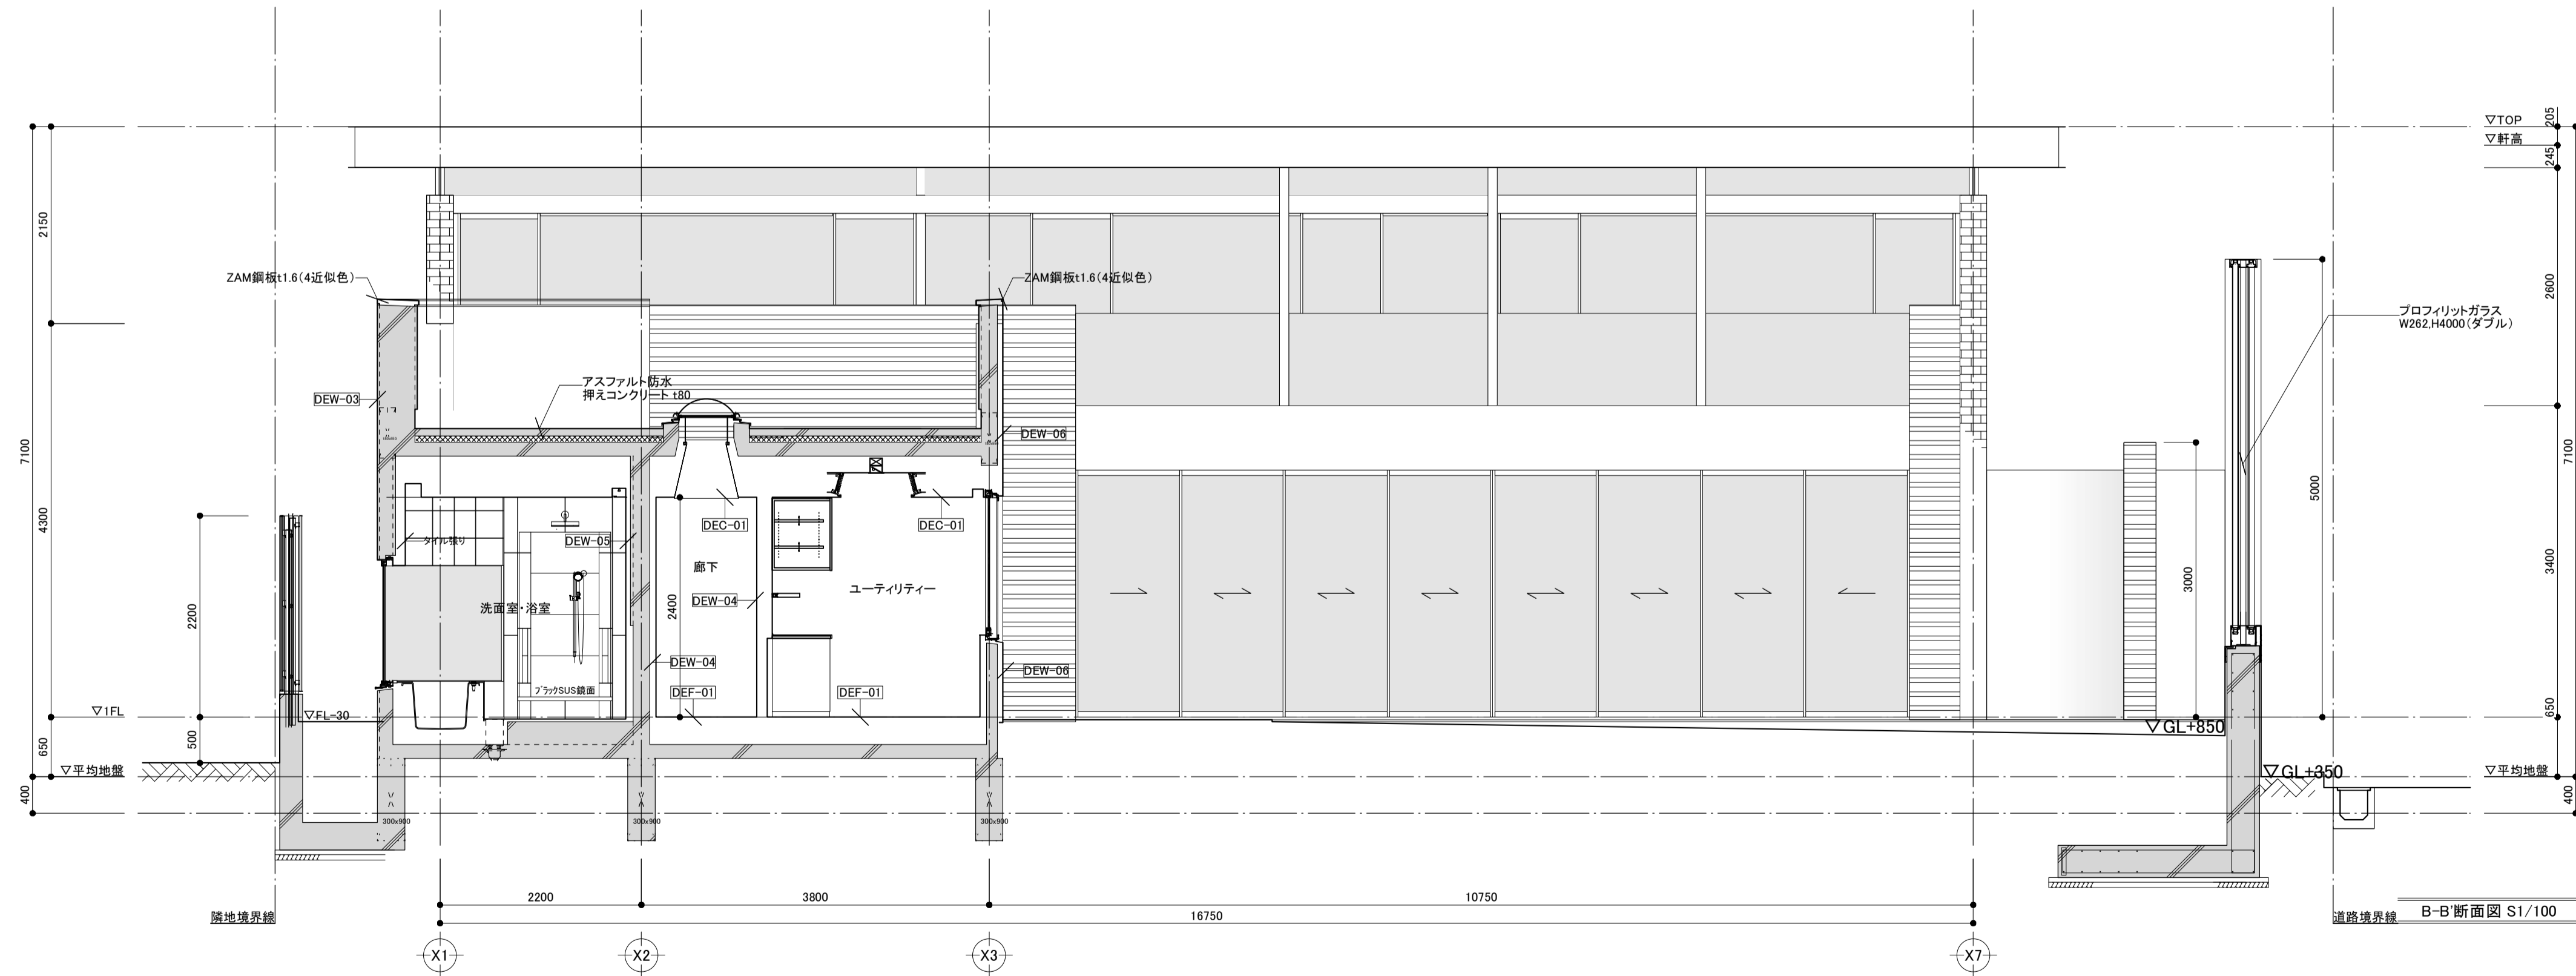 ▽TOP
205
▽軒高
245
2150
ZAM鋼板t1.6(4近似色)
ZAM鋼板t1.6(4近似色)
2600
プロフィリットガラス
W262,H4000(ダブル)
アスファルト防水
押えコンクリート t80
DEW-03
DEW-06
7100
7100
5000
4300
DEC-01
DEC-01
タイル張り
DEW-05
廊下
ユーティリティー
3400
3000
2200
洗面室・浴室
DEW-04
2400
DEW-04
DEW-06
ブラックSUS鏡面
DEF-01
DEF-01
▽1FL
▽FL-30
650
▽GL+850
500
650
▽平均地盤
▽GL+350
▽平均地盤
400
400
300x900
300x900
300x900
2200
3800
10750
16750
隣地境界線
道路境界線
B-B'断面図 S1/100
X1
X2
X3
X7